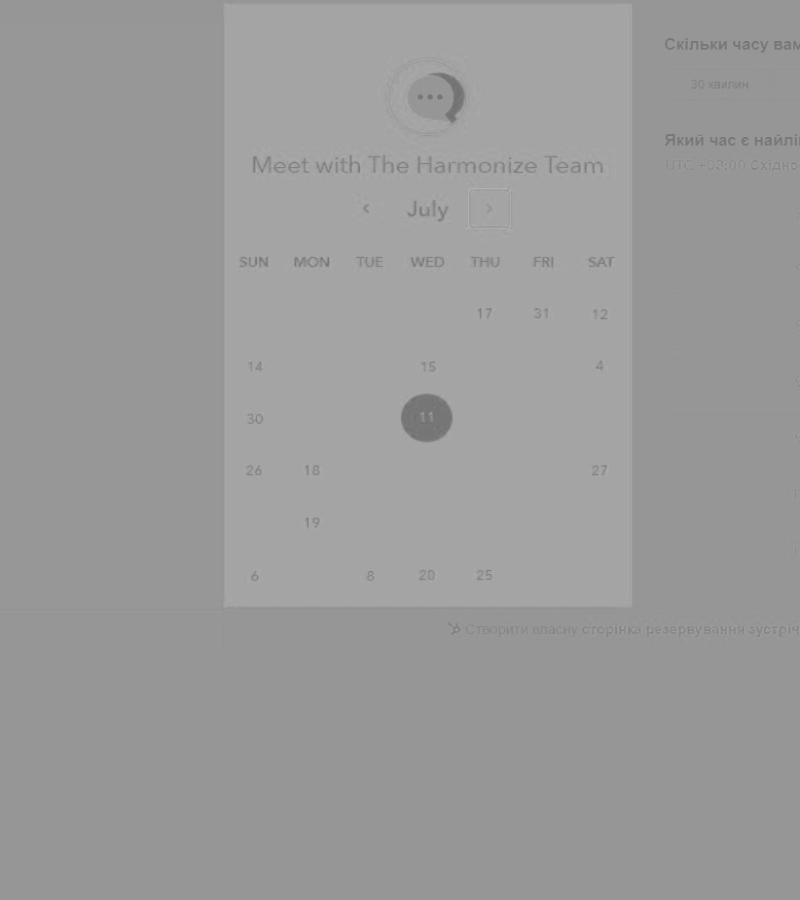 Meet with The Harmonize Team
July
SUN MON TUE WED THU FRI SAT
17 31 12
14 15 4
30 11
26 18 27
19
6 8 20 25
Скільки часу вам
30 хвилин
Який час є найлі
UTC +03:00 Східно
Створити власну сторінка резервування зустріч